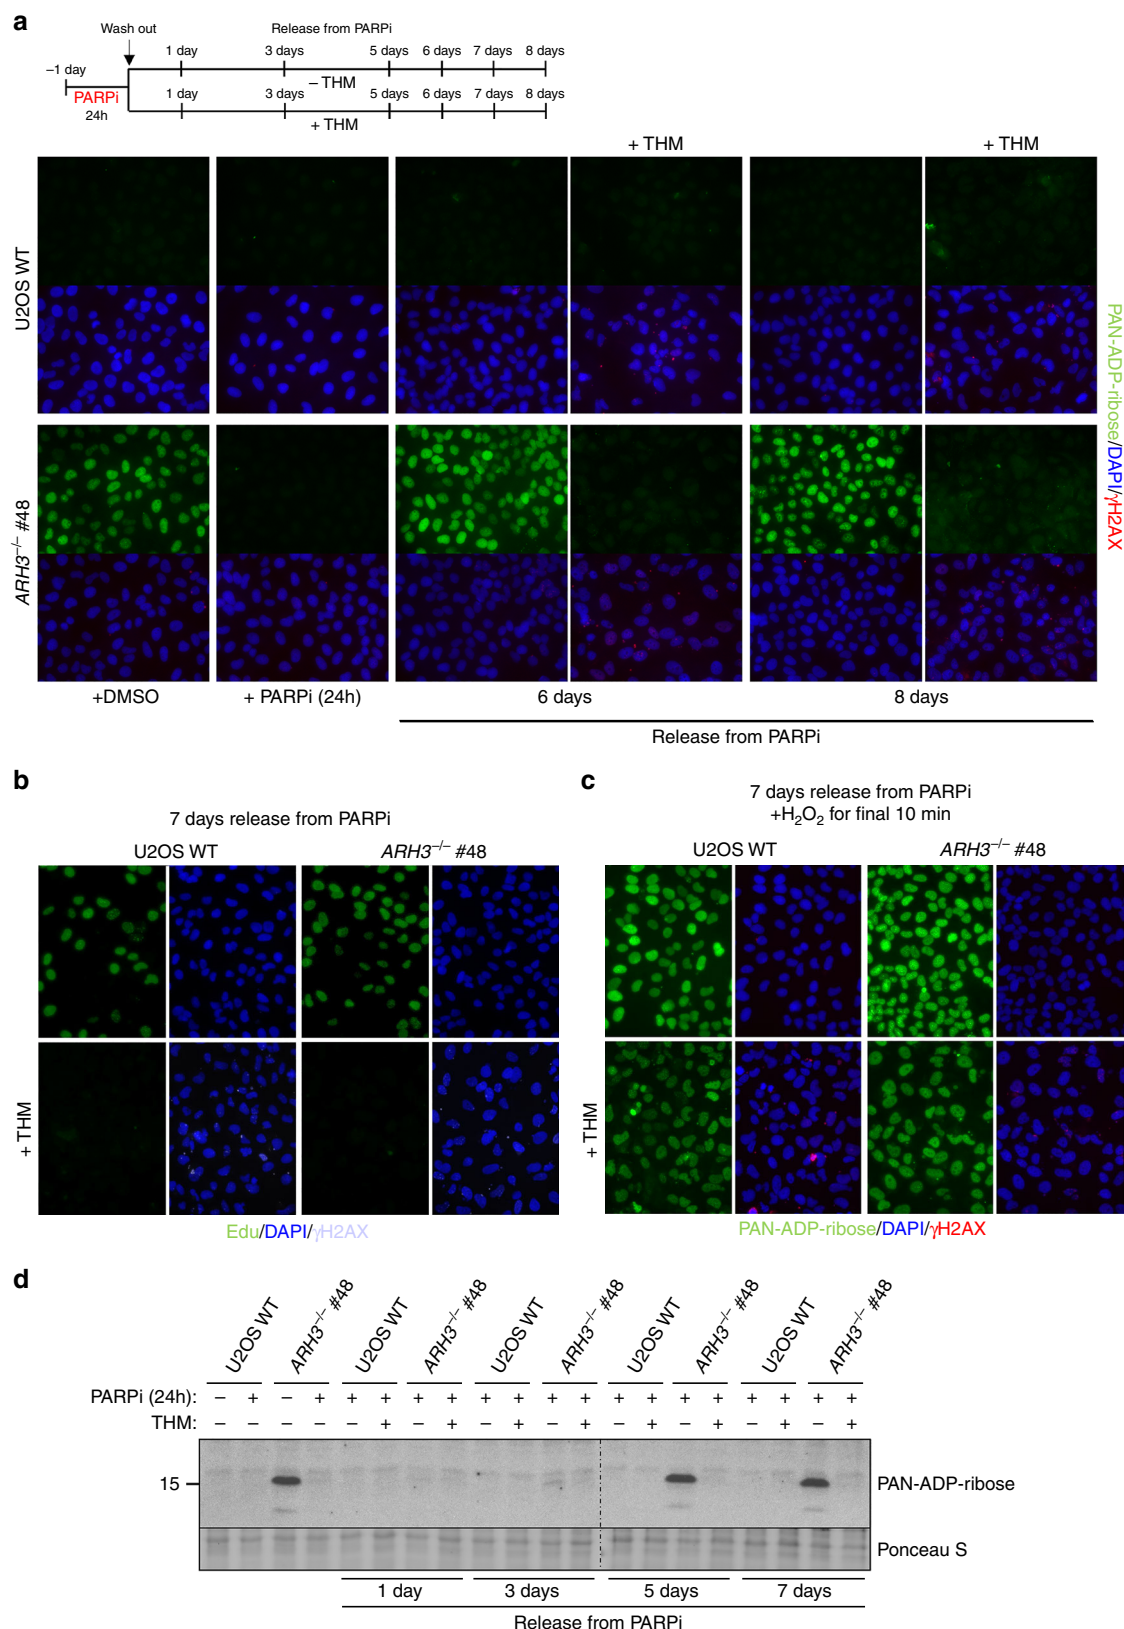 a
Wash out
Release from PARPi
1 day 3 days 5 days 6 days 7 days 8 days
–1 day
– THM
PARPi
24h
1 day 3 days 5 days 6 days 7 days 8 days
+ THM
+ THM + THM
U2OS WT
ARH3–/– #48
PAN-ADP-ribose/DAPI/γH2AX
+DMSO + PARPi (24h) 6 days 8 days
Release from PARPi
b
7 days release from PARPi
U2OS WT ARH3–/– #48
+ THM
Edu/DAPI/γH2AX
c
7 days release from PARPi
+H2O2 for final 10 min
U2OS WT ARH3–/– #48
+ THM
PAN-ADP-ribose/DAPI/γH2AX
d
U2OS WT ARH3–/– #48 U2OS WT ARH3–/– #48 U2OS WT ARH3–/– #48 U2OS WT ARH3–/– #48 U2OS WT ARH3–/– #48
PARPi (24h): – + – + + + + + + + + + + + + + + + + +
THM: – – – – – + – + – + – + – + – + – + – +
15
PAN-ADP-ribose
Ponceau S
1 day 3 days 5 days 7 days
Release from PARPi